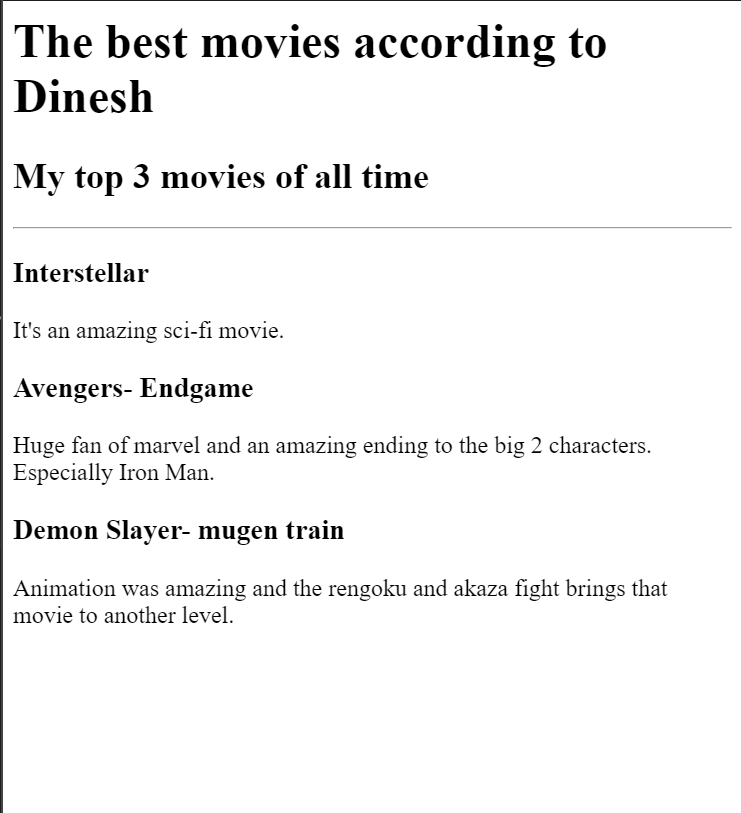 The best movies according to
Dinesh
My top 3 movies of all time
Interstellar
It's an amazing sci-fi movie.
Avengers- Endgame
Huge fan of marvel and an amazing ending to the big 2 characters.
Especially Iron Man.
Demon Slayer- mugen train
Animation was amazing and the rengoku and akaza fight brings that
movie to another level.